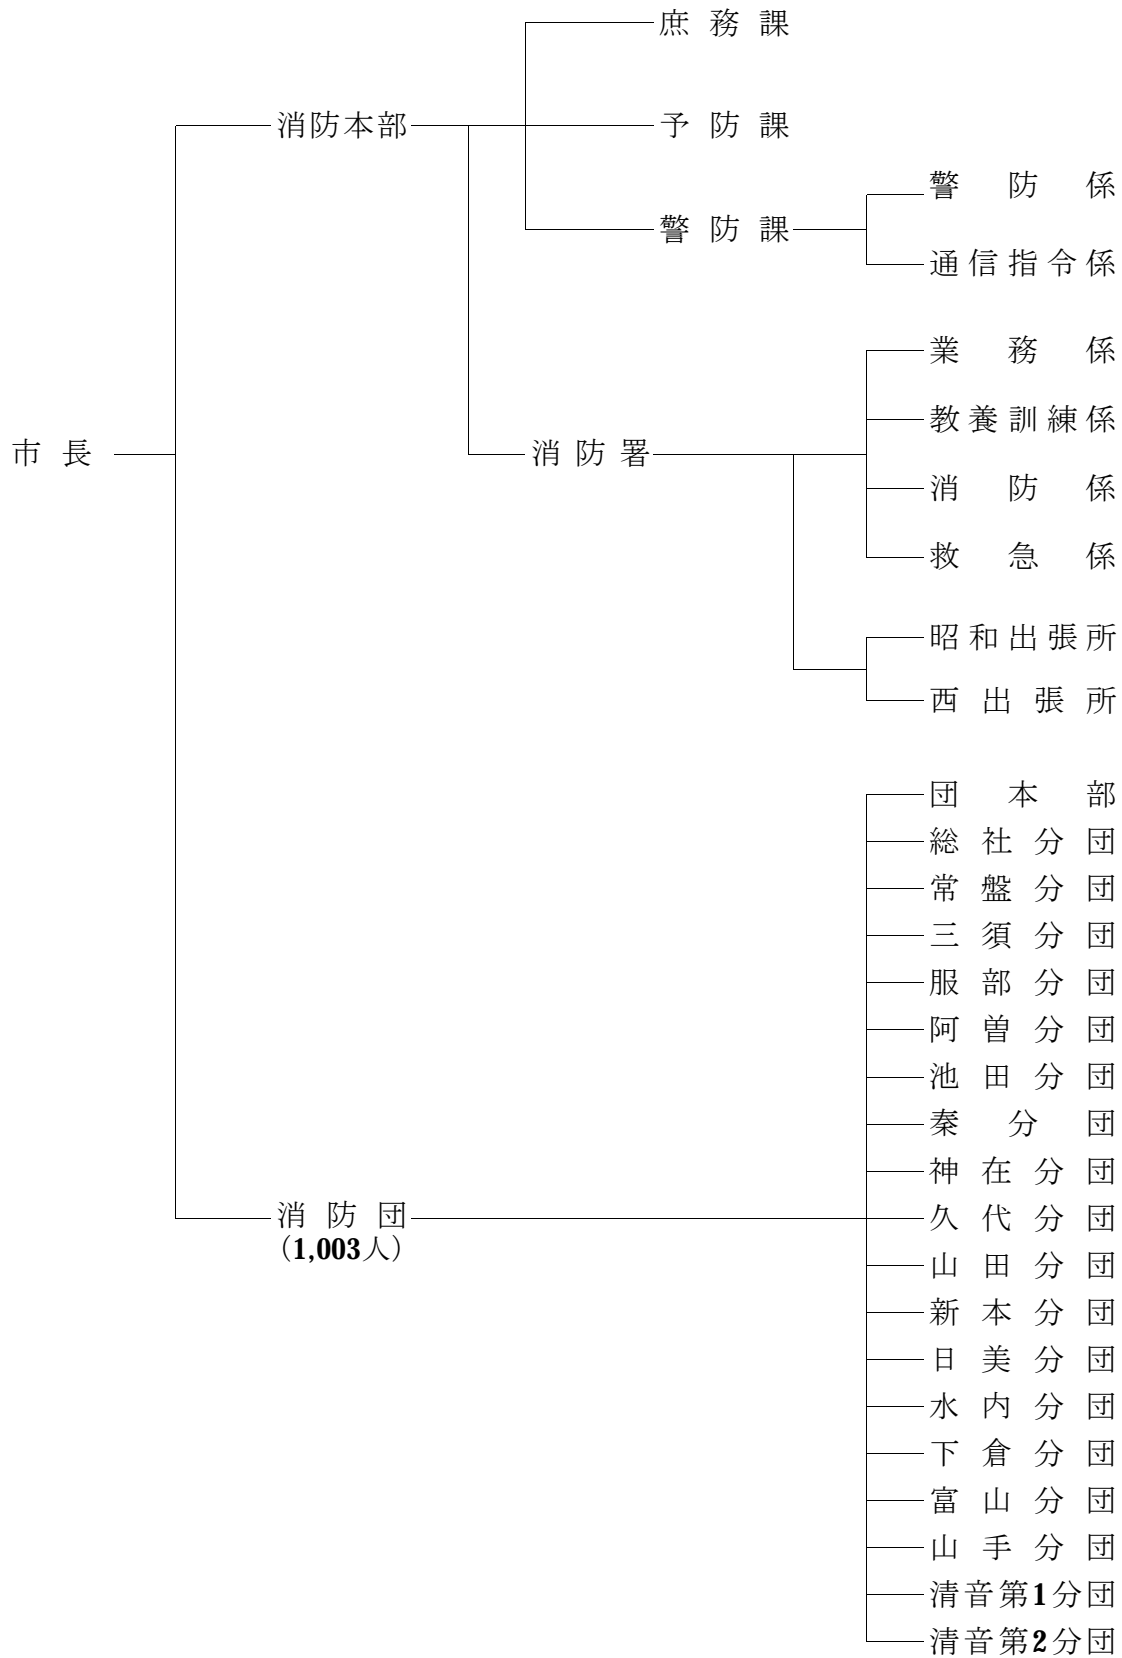 庶務課
消防本部
予防課
警防係
警防課
通信指令係
業務係
教養訓練係
市長
消防署
消防係
救急係
昭和出張所
西出張所
団本部
総社分団
常盤分団
三須分団
服部分団
阿曽分団
池田分団
秦分団
神在分団
消防団
(1,003人)
久代分団
山田分団
新本分団
日美分団
水内分団
下倉分団
富山分団
山手分団
清音第1分団
清音第2分団